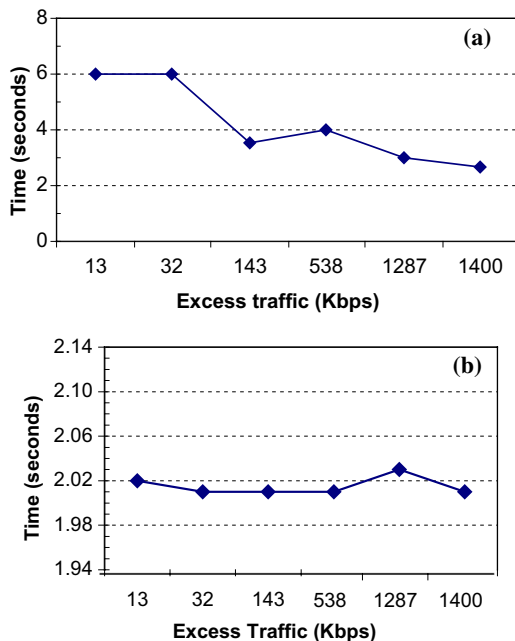 (a)
8
6
4
2
0
Time (seconds)
13 32 143 538 1287 1400
Excess traffic (Kbps)
(b)
2.14
2.10
2.06
2.02
1.98
1.94
Time (seconds)
13 32 143 538 1287 1400
Excess Traffic (Kbps)